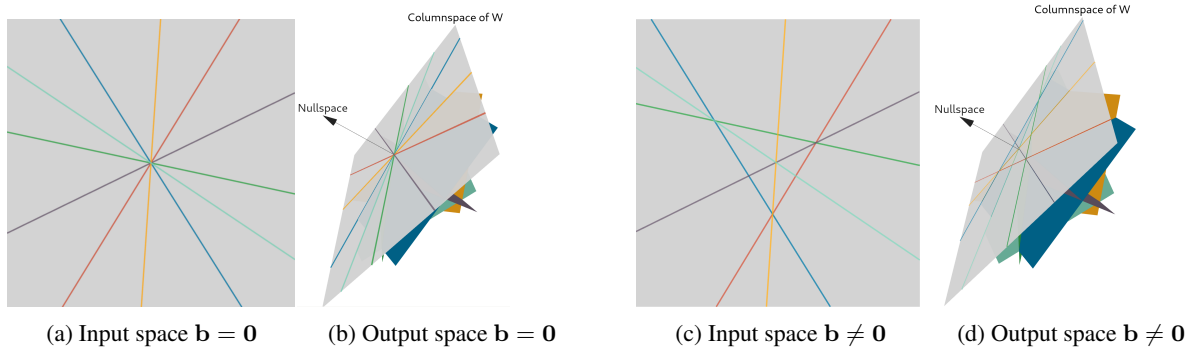 Columnspace of W
Nullspace
Columnspace of W
Nullspace
(a) Input space b = 0
(b) Output space b = 0
(c) Input space b ≠ 0
(d) Output space b ≠ 0